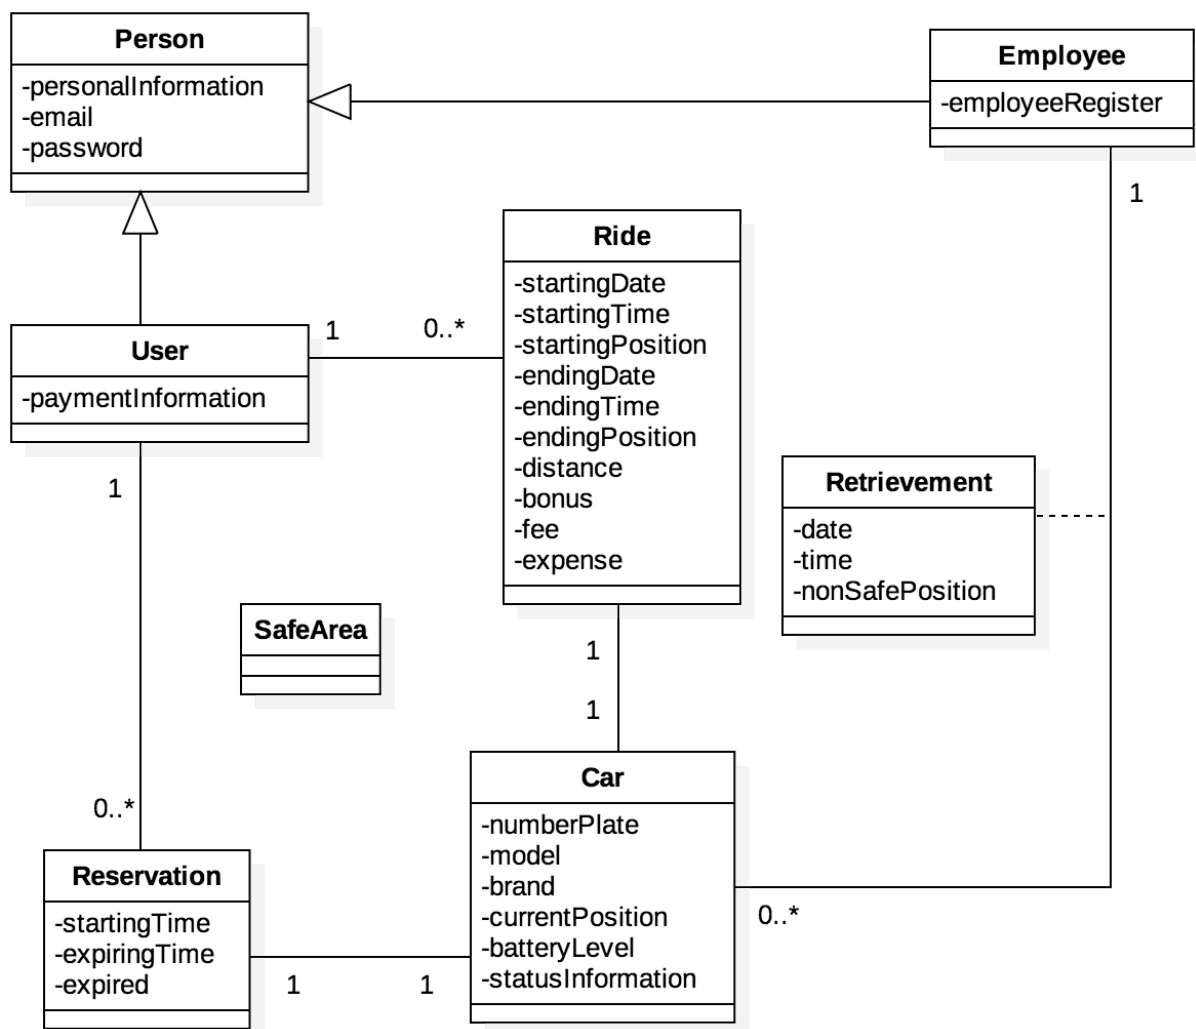 Person
-personalInformation
-email
-password
Employee
-employeeRegister
1
Ride
-startingDate
-startingTime
-startingPosition
-endingDate
-endingTime
-endingPosition
-distance
-bonus
-fee
-expense
1
0..*
User
-paymentInformation
1
Retrievement
-date
-time
-nonSafePosition
SafeArea
1
1
Car
-numberPlate
-model
-brand
-currentPosition
-batteryLevel
-statusInformation
0..*
0..*
Reservation
-startingTime
-expiringTime
-expired
1
1